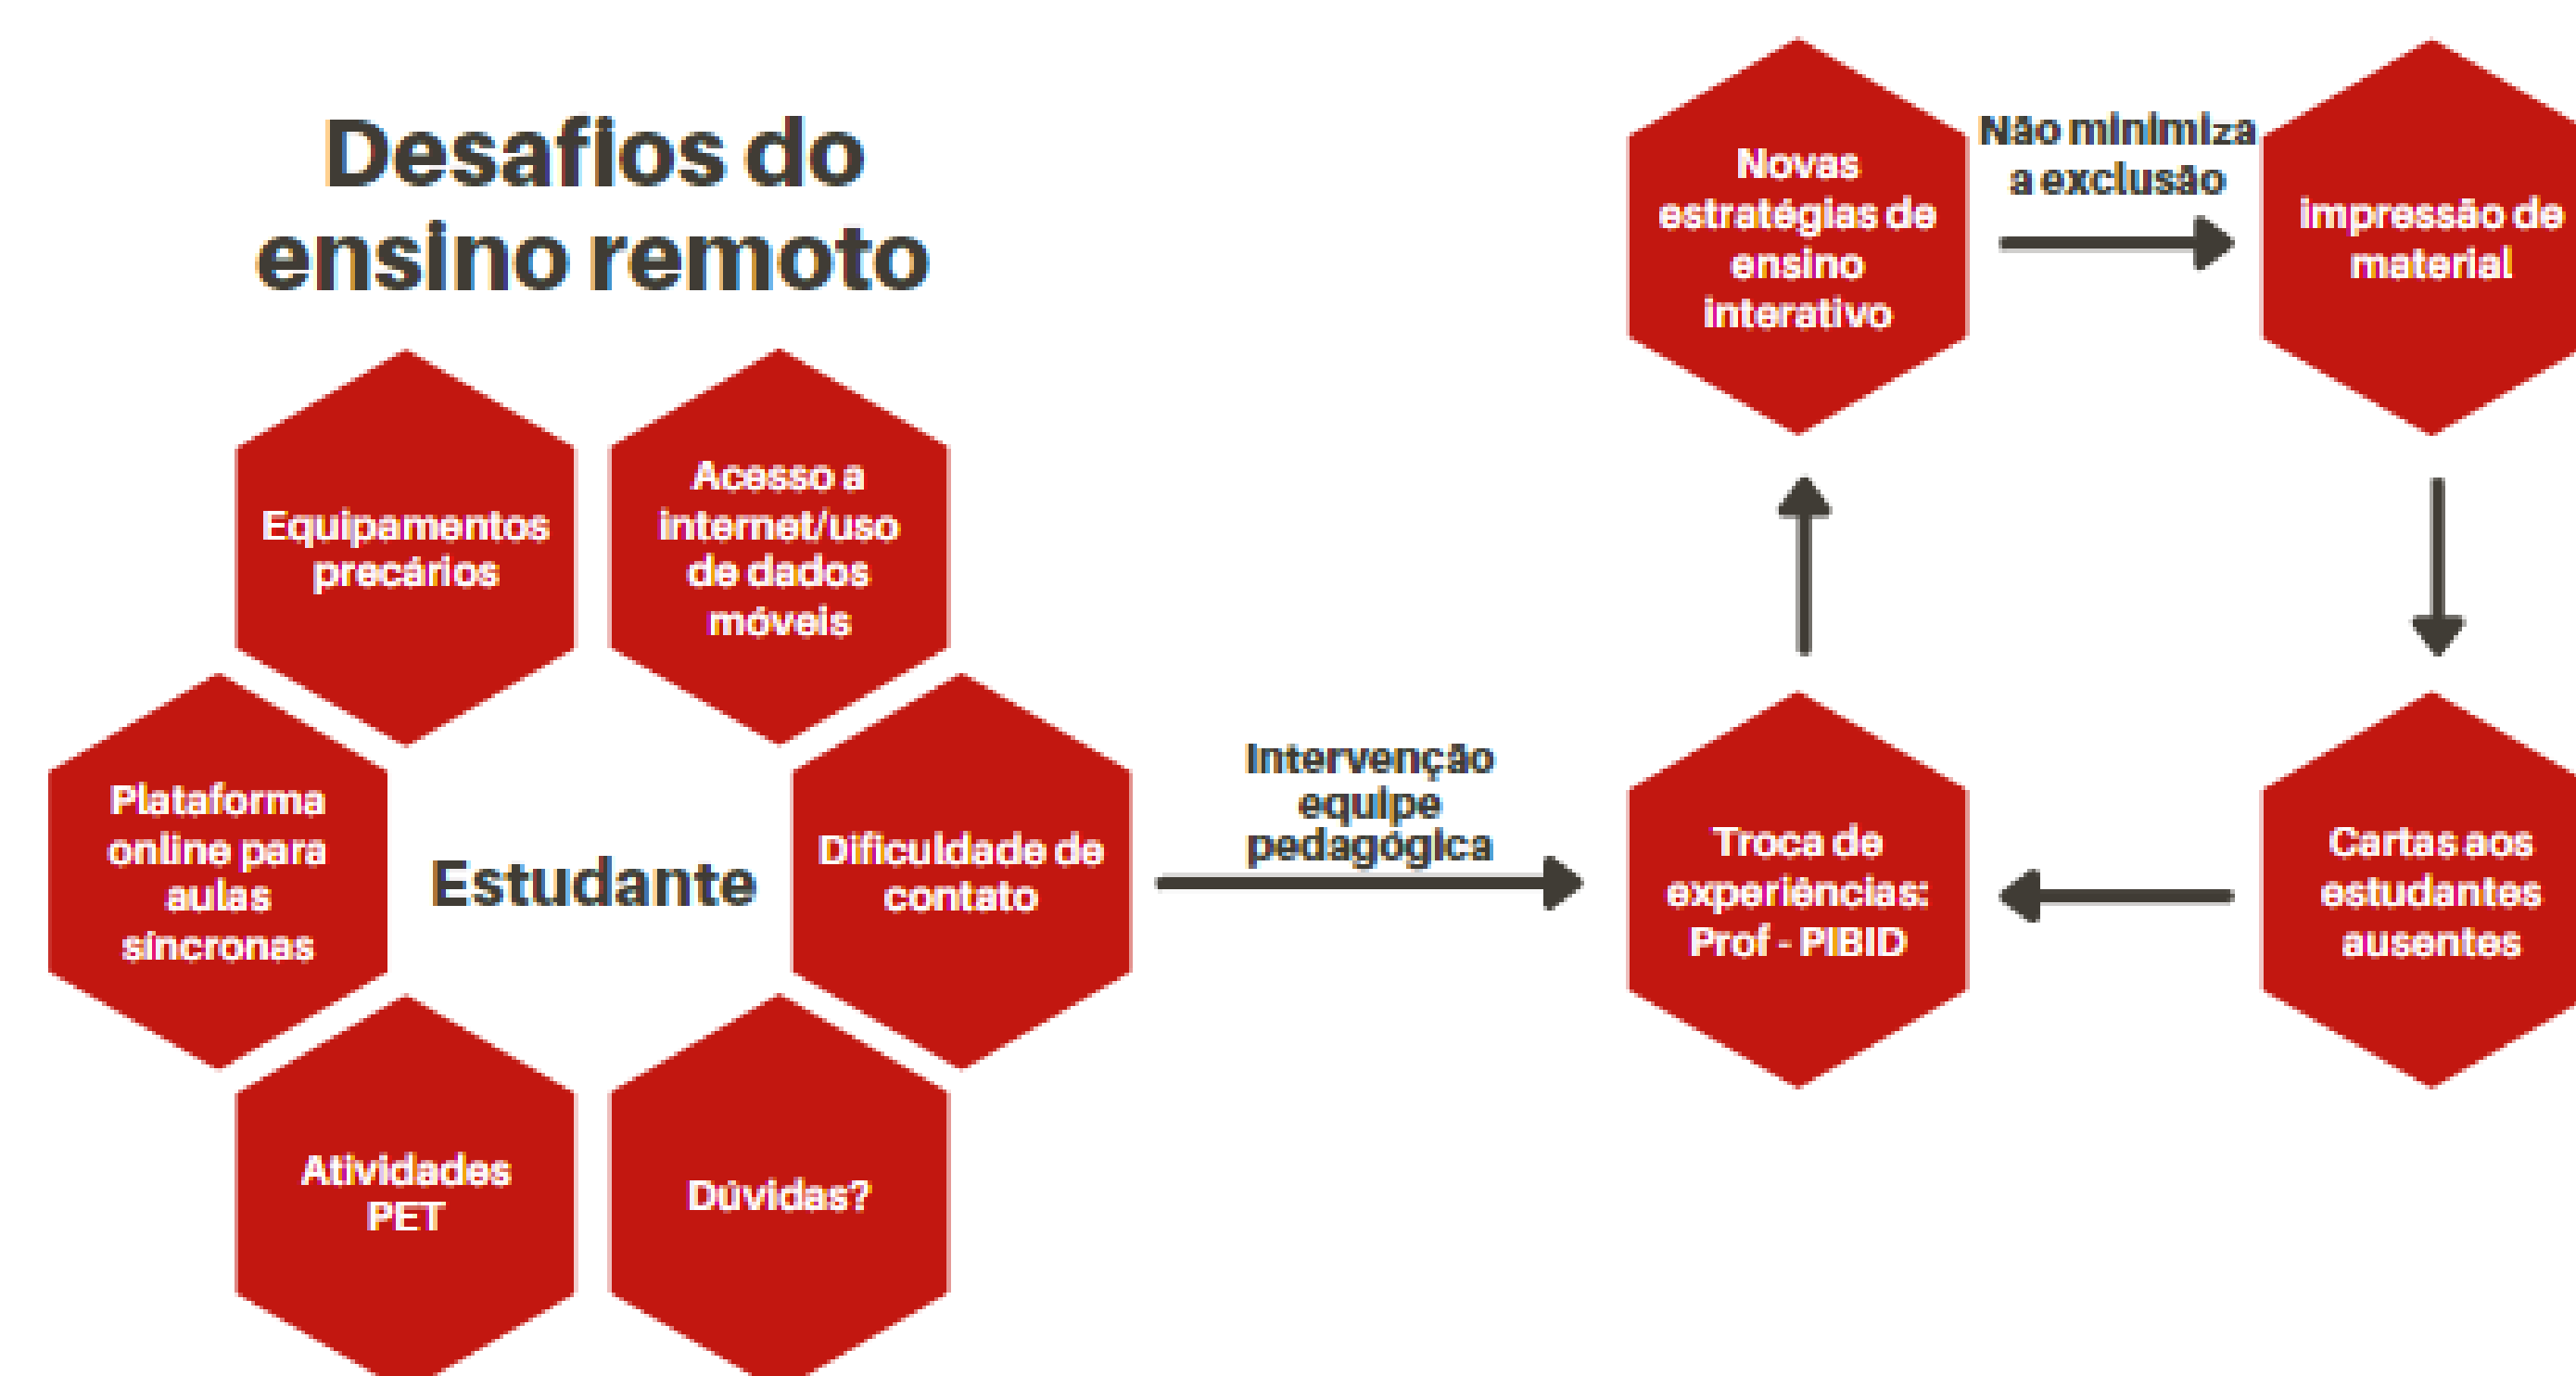 Desafios do
ensino remoto
Equipamentos
precários
Acesso a
internet/uso
de dados
móveis
Plataforma
online para
aulas
síncronas
Estudante
Dificuldade de
contato
Atividades
PET
Dúvidas?
Intervenção
equipe
pedagógica
Novas
estratégias de
ensino
interativo
Não minimiza
a exclusão
impressão de
material
Troca de
experiências:
Prof - PIBID
Cartas aos
estudantes
ausentes